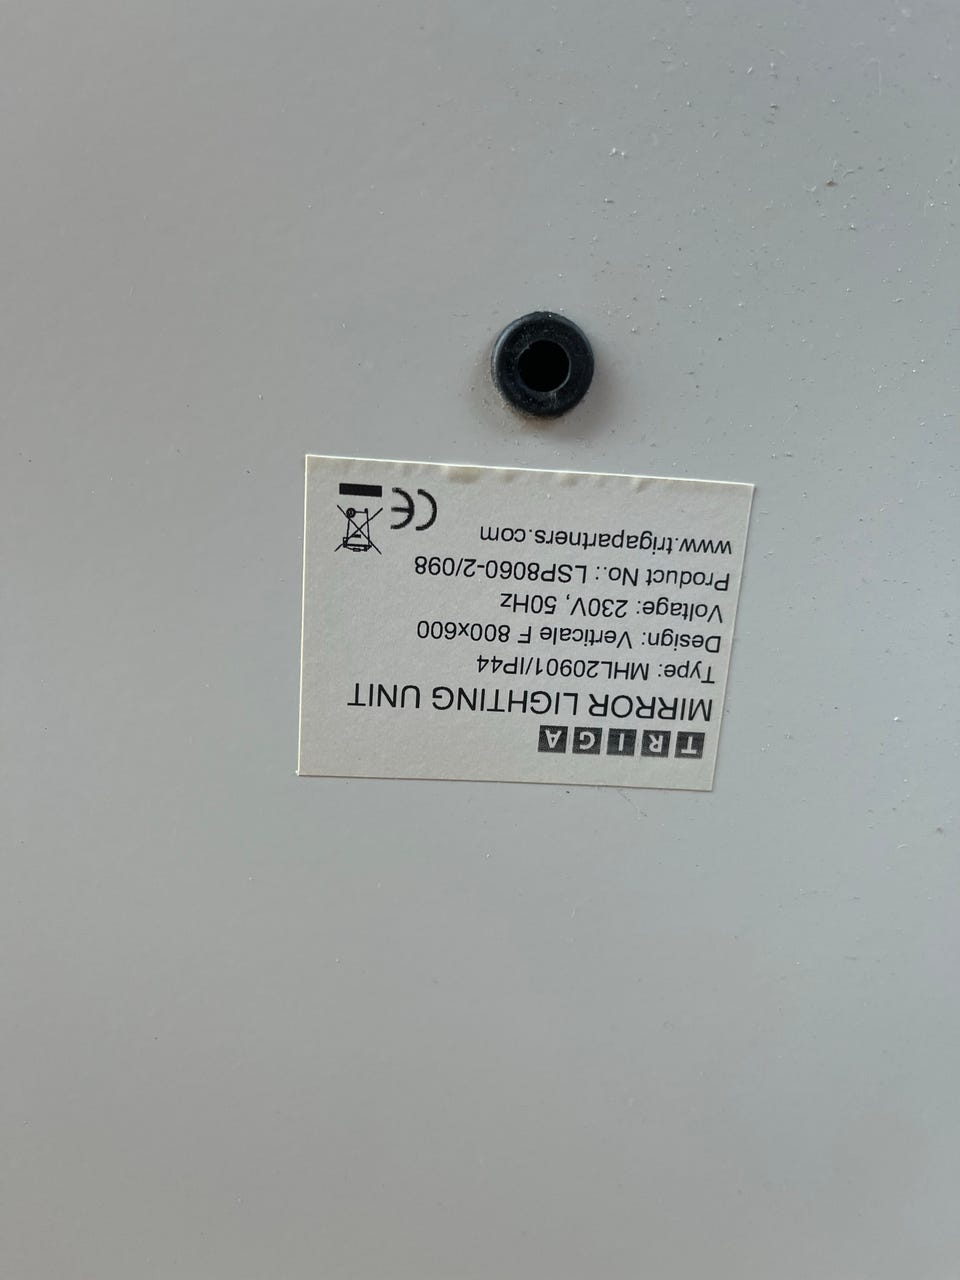 TRIGA
MIRROR LIGHTING UNIT
Type: MHL20901/IP44
Design: Verticale F 800x600
Voltage: 230V, 50Hz
Product No.: LSP8060-2/098
www.trigapartners.com
CE